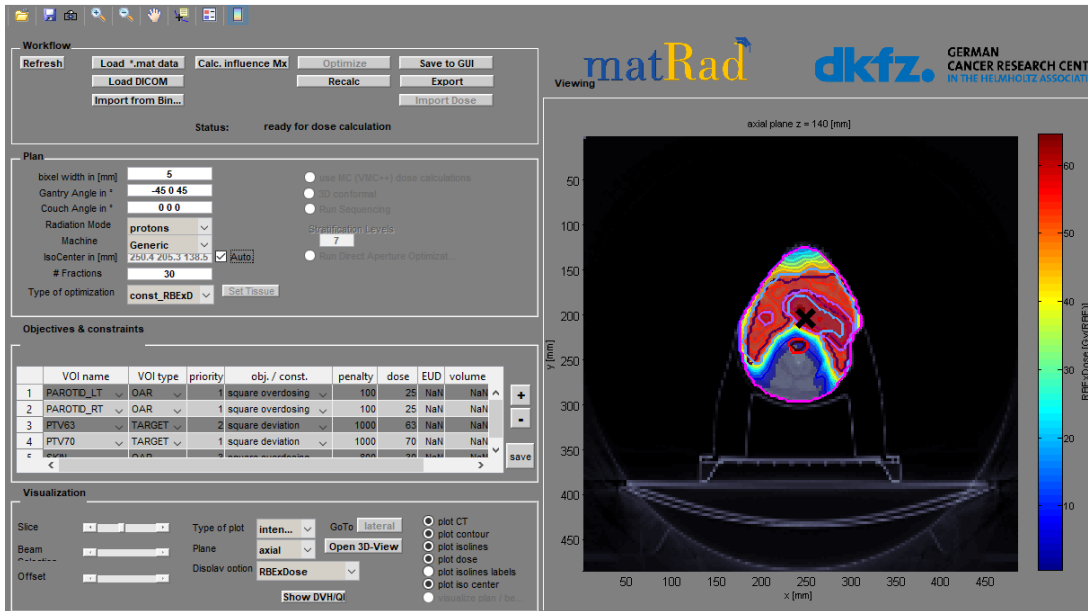 Workflow
Refresh Load *.mat data Calc. influence Mx Optimize Save to GUI
Load DICOM Recalc Export
Import from Bin... Import Dose
Status: ready for dose calculation
Viewing
matRad
dkfz.
GERMAN
CANCER RESEARCH CENT
IN THE HELMHOLTZ ASSOCIATI
Plan
bixel width in [mm] 5
Gantry Angle in ° -45 0 45
Couch Angle in ° 0 0 0
Radiation Mode protons
Machine Generic
IsoCenter in [mm] 250.4 205.3 138.5 Auto
# Fractions 30
Type of optimization const_RBExD Set Tissue
use MC (VMC++) dose calculations
3D conformal
Run Sequencing
Stratification Levels
7
Run Direct Aperture Optimizat...
Objectives & constraints
VOI name VOI type priority obj. / const. penalty dose EUD volume
1 PAROTID_LT OAR 1 square overdosing 100 25 NaN NaN
2 PAROTID_RT OAR 1 square overdosing 100 25 NaN NaN
3 PTV63 TARGET 2 square deviation 1000 63 NaN NaN
4 PTV70 TARGET 1 square deviation 1000 70 NaN NaN
+
-
save
Visualization
Slice
Beam
Offset
Type of plot inten...
Plane axial
Display option RBExDose
GoTo lateral
Open 3D-View
Show DVH/QI
plot CT
plot contour
plot isolines
plot dose
plot isolines labels
plot iso center
visualize plan / be...
axial plane z = 140 [mm]
50
100
150
200
250
300
350
400
450
y [mm]
50 100 150 200 250 300 350 400 450
x [mm]
60
50
40
30
20
10
RBExDose [Gy(RBE)]